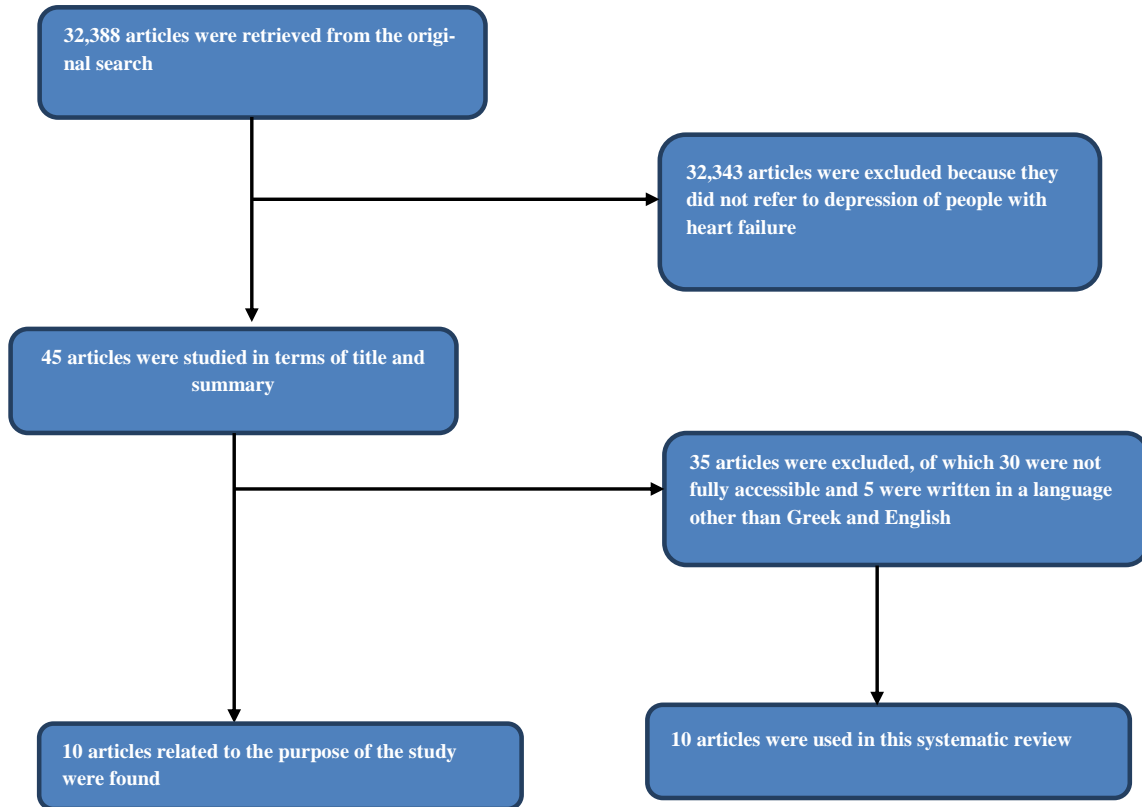 32,388 articles were retrieved from the origi-
nal search
32,343 articles were excluded because they
did not refer to depression of people with
heart failure
45 articles were studied in terms of title and
summary
35 articles were excluded, of which 30 were not
fully accessible and 5 were written in a language
other than Greek and English
10 articles related to the purpose of the study
were found
10 articles were used in this systematic review